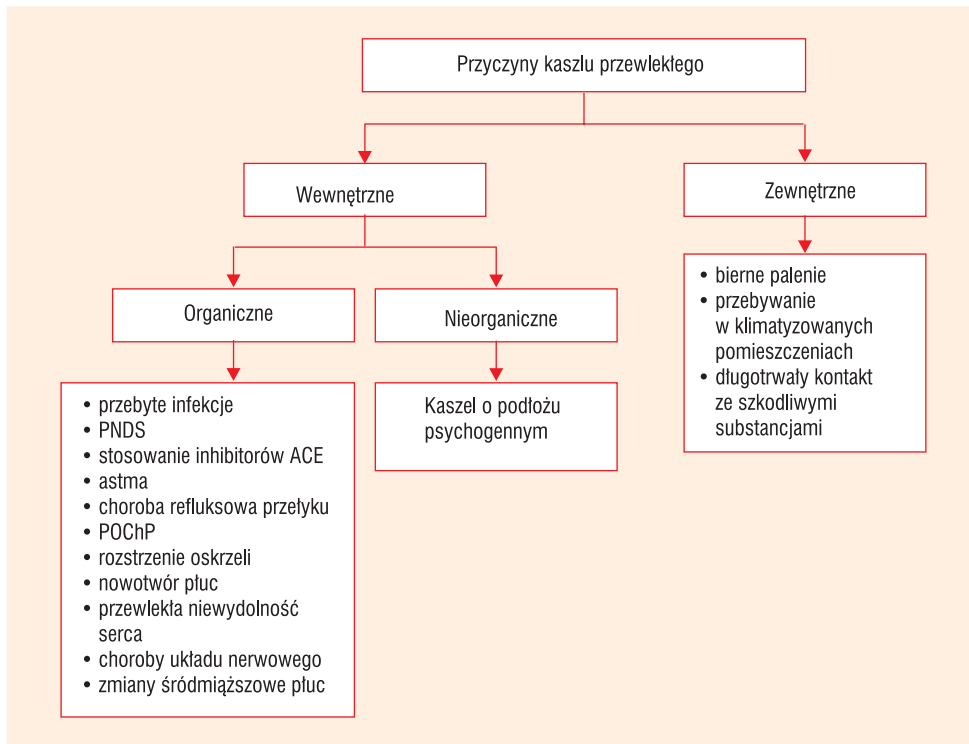 Przyczyny kaszlu przewlekłego
Wewnętrzne
Zewnętrzne
Organiczne
Nieorganiczne
• bierne palenie
• przebywanie
w klimatyzowanych
pomieszczeniach
• długotrwały kontakt
ze szkodliwymi
substancjami
• przebyte infekcje
• PNDS
• stosowanie inhibitorów ACE
• astma
• choroba refluksowa przełyku
• POChP
• rozstrzenie oskrzeli
• nowotwór płuc
• przewlekła niewydolność
serca
• choroby układu nerwowego
• zmiany śródmiąższowe płuc
Kaszel o podłożu
psychogennym